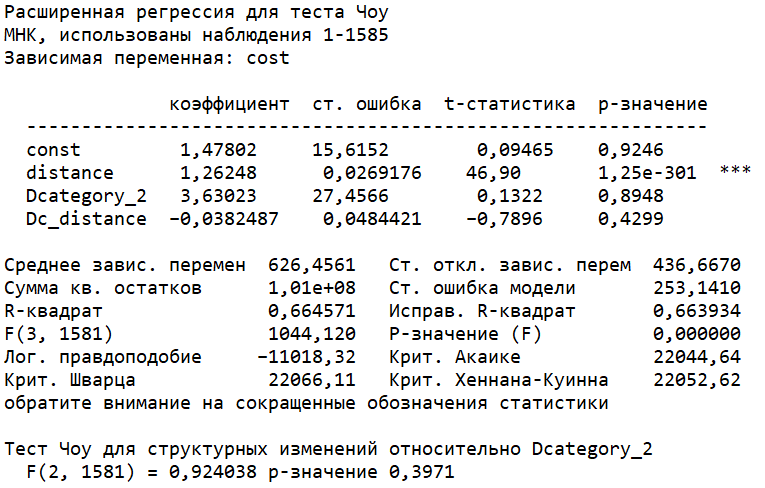 Расширенная регрессия для теста Чоу
МНК, использованы наблюдения 1-1585
Зависимая переменная: cost
коэффициент ст. ошибка t-статистика p-значение
---------------------------------------------------------------
const 1,47802 15,6152 0,09465 0,9246
distance 1,26248 0,0269176 46,90 1,25e-301 ***
Dcategory_2 3,63023 27,4566 0,1322 0,8948
Dc_distance −0,0382487 0,0484421 −0,7896 0,4299
Среднее завис. перемен 626,4561 Ст. откл. завис. перем 436,6670
Сумма кв. остатков 1,01e+08 Ст. ошибка модели 253,1410
R-квадрат 0,664571 Исправ. R-квадрат 0,663934
F(3, 1581) 1044,120 Р-значение (F) 0,000000
Лог. правдоподобие −11018,32 Крит. Акаике 22044,64
Крит. Шварца 22066,11 Крит. Хеннана-Куинна 22052,62
обратите внимание на сокращенные обозначения статистики
Тест Чоу для структурных изменений относительно Dcategory_2
F(2, 1581) = 0,924038 р-значение 0,3971